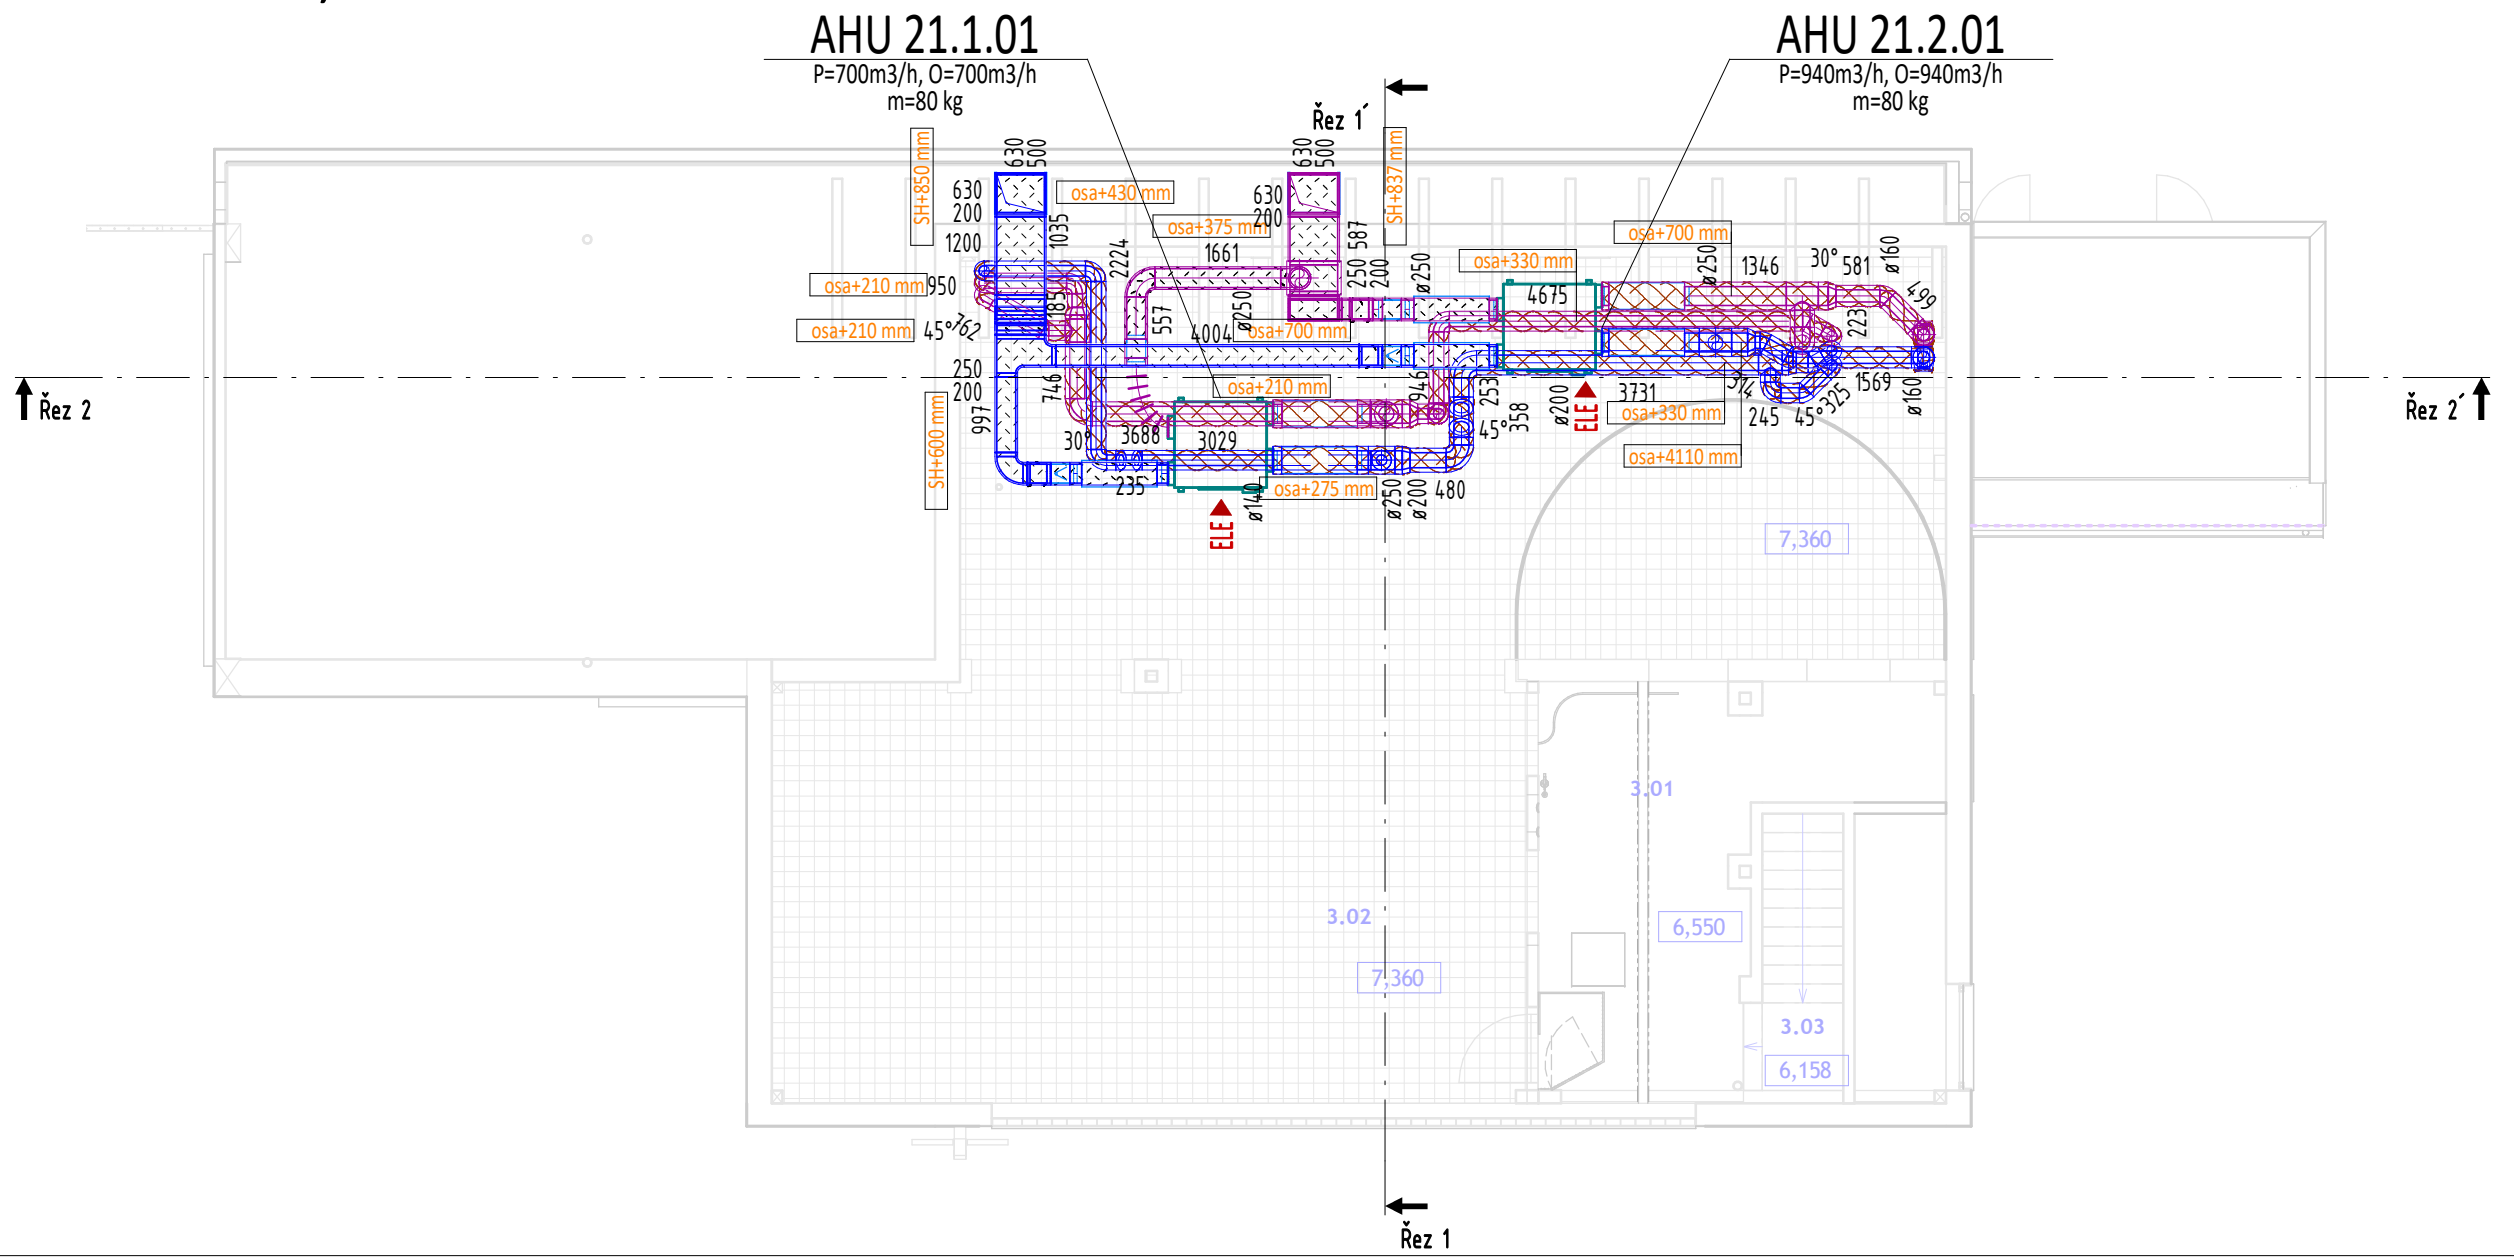 AHU 21.1.01
P=700m3/h, O=700m3/h
m=80 kg
AHU 21.2.01
P=940m3/h, O=940m3/h
m=80 kg
Řez 1´
SH+850 mm
630
500
630
200
1200
1035
osa+430 mm
osa+375 mm
630
500
630
200
587
SH+837 mm
2224
1661
250
200
ø250
osa+330 mm
osa+700 mm
ø250
1346
30°
581
ø160
499
osa+210 mm
950
185
557
ø250
4675
223
osa+210 mm
45°
762
4004
osa+700 mm
250
200
746
osa+210 mm
946
253
3731
314
325
1569
ø160
Řez 2
Řez 2´
SH+600 mm
997
30°
3688
3029
45°
358
ø200
ELE
osa+330 mm
245
45°
osa+4110 mm
235
ø140
osa+275 mm
ø250
ø200
480
ELE
7,360
3.01
3.02
6,550
7,360
3.03
6,158
Řez 1